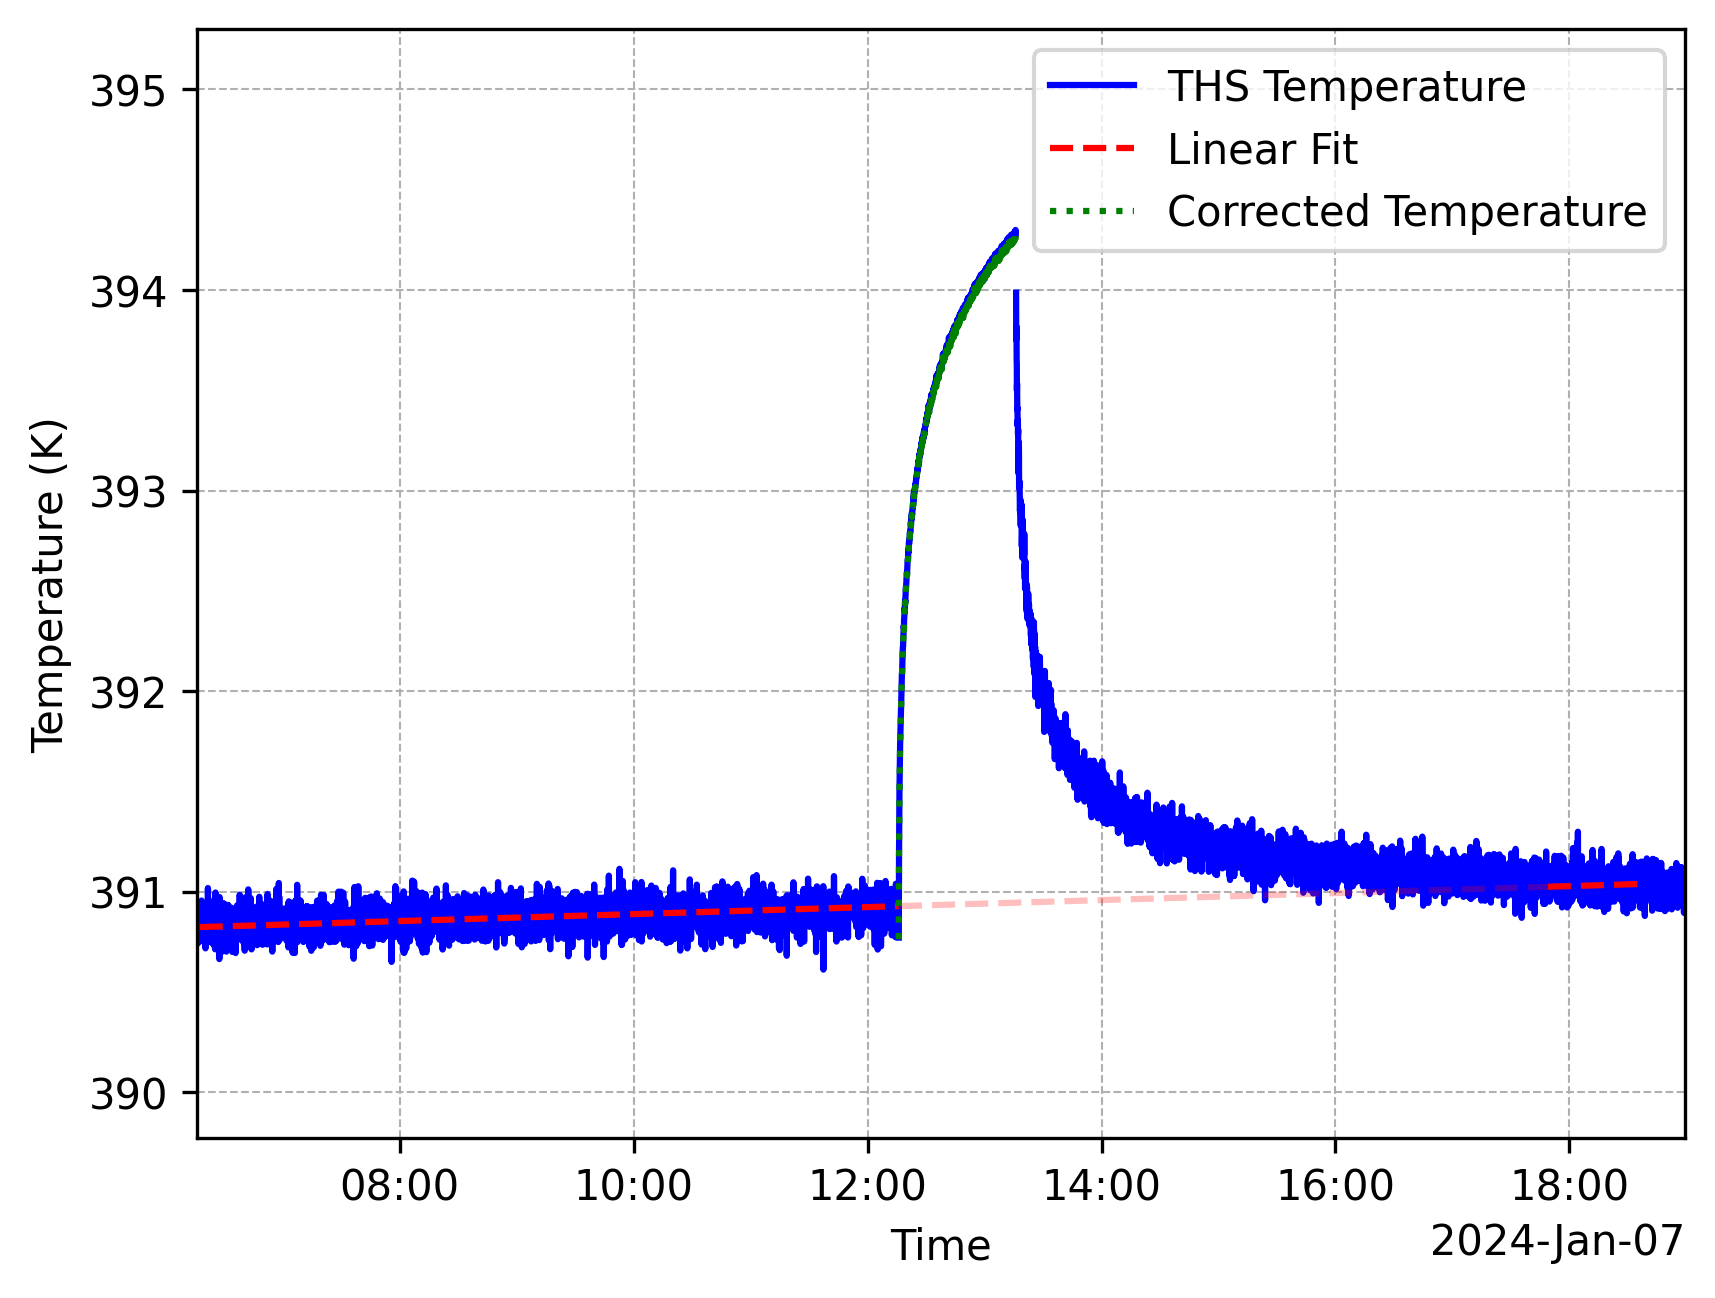 THS Temperature
Linear Fit
Corrected Temperature
395
394
393
392
391
390
Temperature (K)
08:00 10:00 12:00 14:00 16:00 18:00
Time
2024-Jan-07